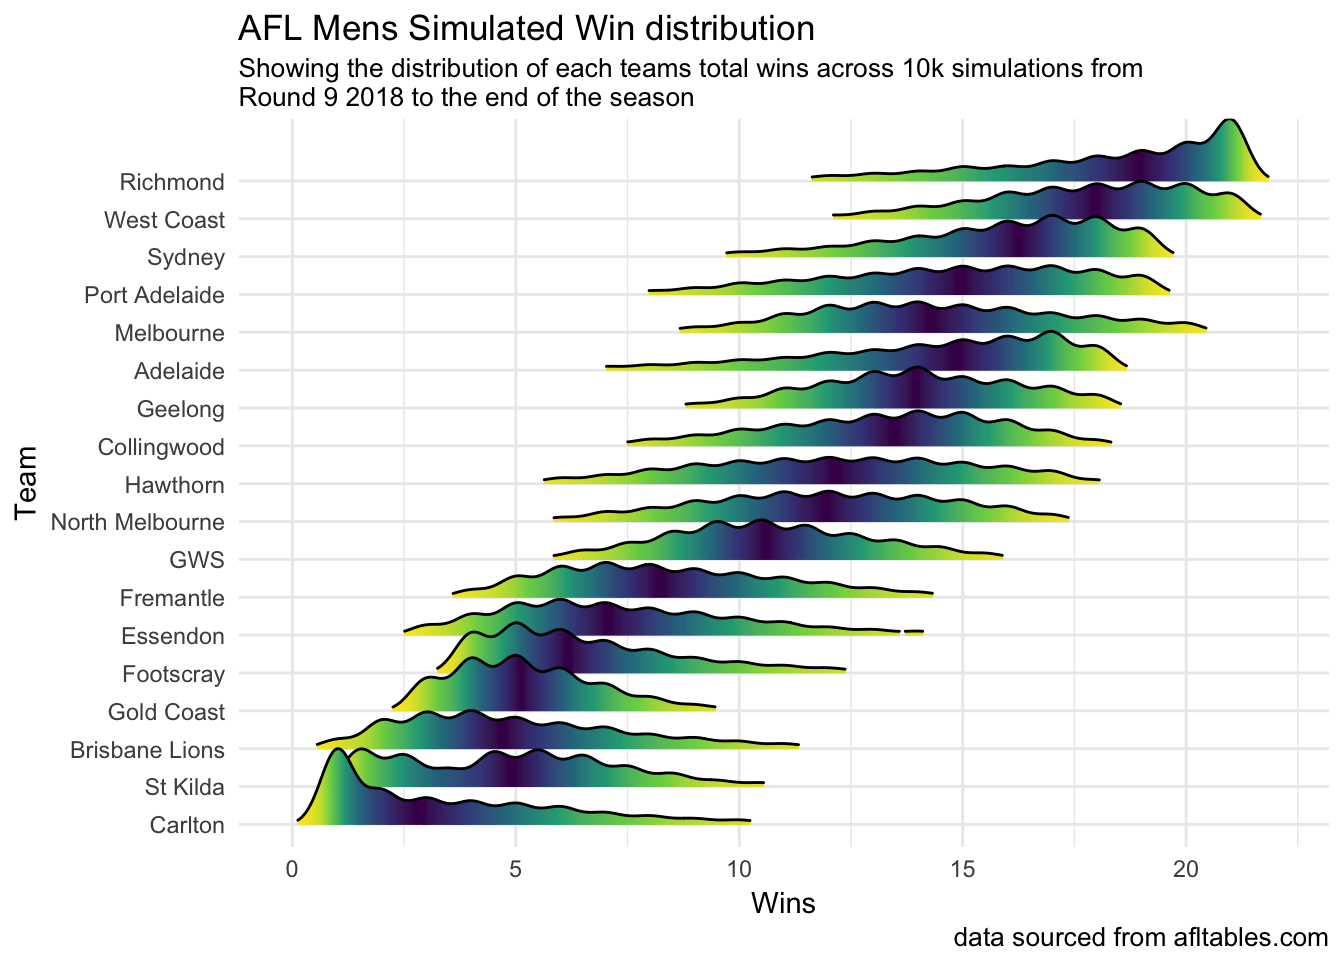 AFL Mens Simulated Win distribution
Showing the distribution of each teams total wins across 10k simulations from
Round 9 2018 to the end of the season
Team
Richmond
West Coast
Sydney
Port Adelaide
Melbourne
Adelaide
Geelong
Collingwood
Hawthorn
North Melbourne
GWS
Fremantle
Essendon
Footscray
Gold Coast
Brisbane Lions
St Kilda
Carlton
0 5 10 15 20
Wins
data sourced from afltables.com